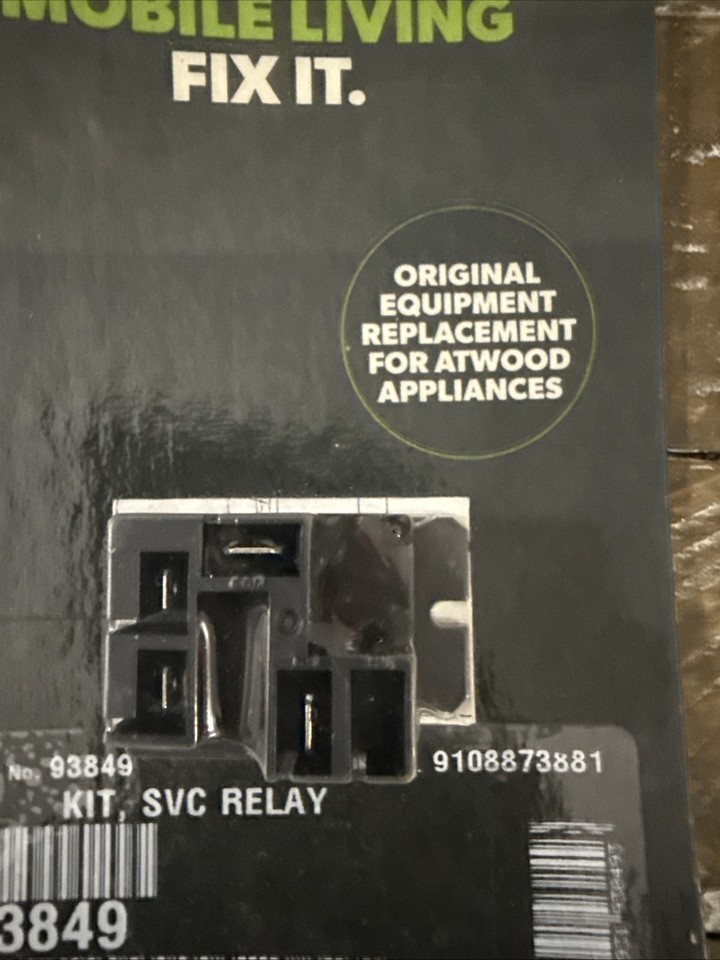 MOBILE LIVING
FIX IT.
ORIGINAL
EQUIPMENT
REPLACEMENT
FOR ATWOOD
APPLIANCES
No. 93849
9108873881
KIT, SVC RELAY
3849